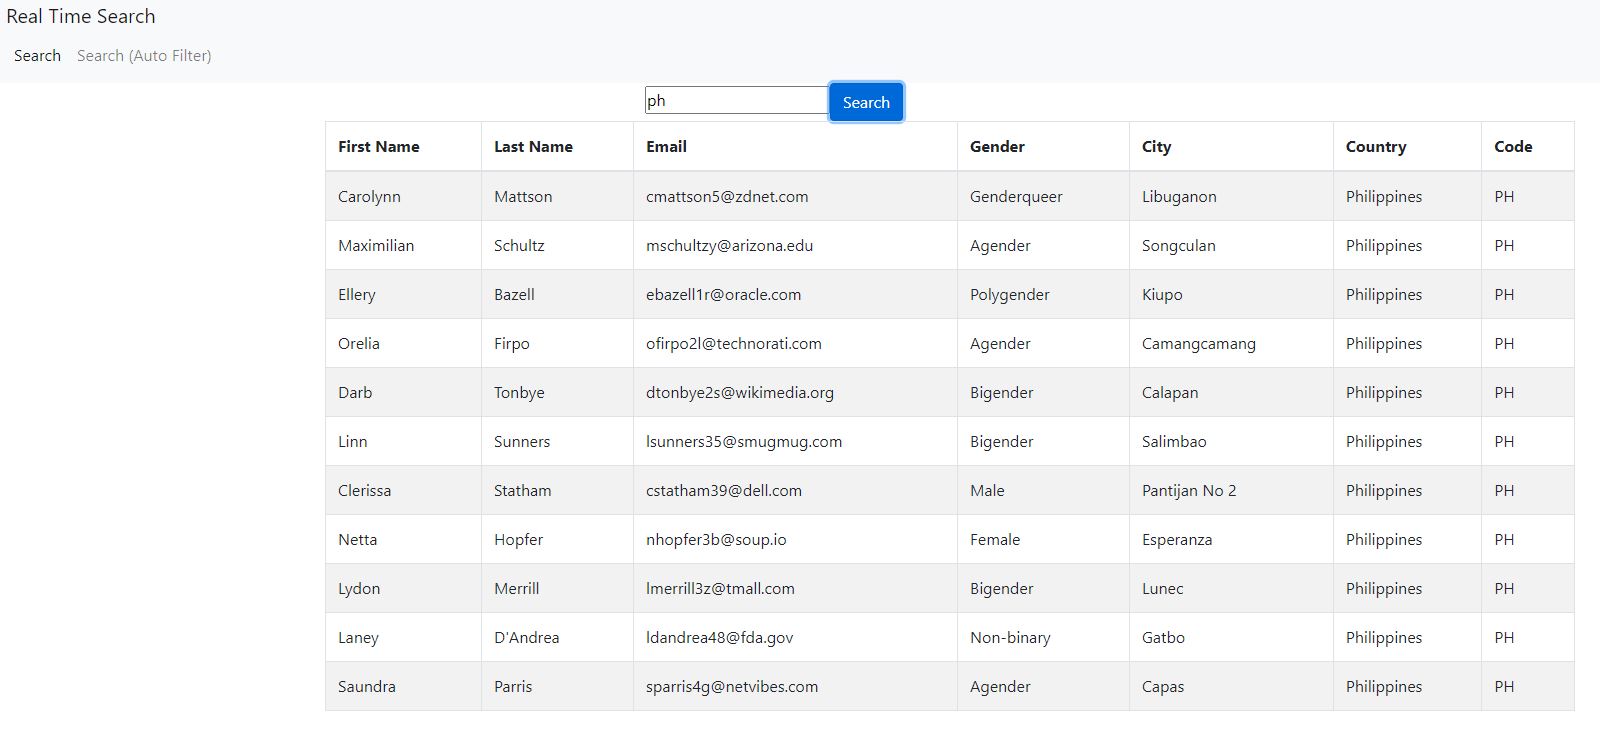 Real Time Search
Search Search (Auto Filter)
ph Search
First Name Last Name Email Gender City Country Code
Carolynn Mattson cmattson5@zdnet.com Genderqueer Libuganon Philippines PH
Maximilian Schultz mschultzy@arizona.edu Agender Songculan Philippines PH
Ellery Bazell ebazell1r@oracle.com Polygender Kiupo Philippines PH
Orelia Firpo ofirpo2l@technorati.com Agender Camangcamang Philippines PH
Darb Tonbye dtonbye2s@wikimedia.org Bigender Calapan Philippines PH
Linn Sunners lsunners35@smugmug.com Bigender Salimbao Philippines PH
Clerissa Statham cstatham39@dell.com Male Pantijan No 2 Philippines PH
Netta Hopfer nhopfer3b@soup.io Female Esperanza Philippines PH
Lydon Merrill lmerrill3z@tmall.com Bigender Lunec Philippines PH
Laney D'Andrea ldandrea48@fda.gov Non-binary Gatbo Philippines PH
Saundra Parris sparris4g@netvibes.com Agender Capas Philippines PH